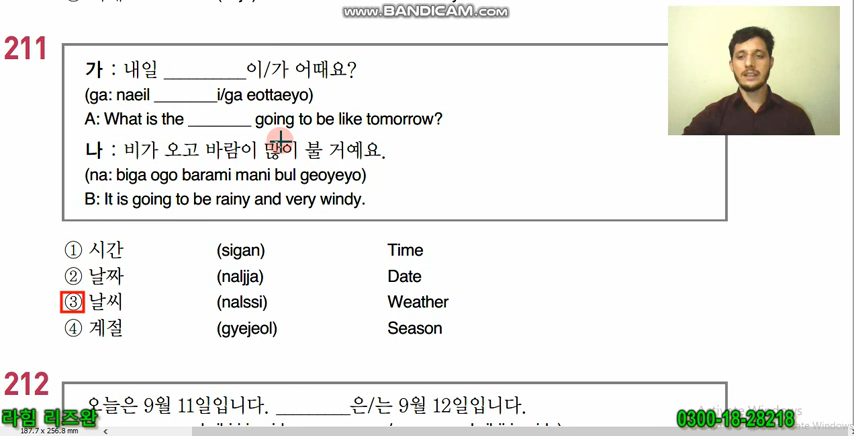 WWW.BANDICAM.COM
211
가 : 내일 _________이/가 어때요?
(ga: naeil _______i/ga eottaeyo)
A: What is the _______ going to be like tomorrow?
나 : 비가 오고 바람이 많이 불 거예요.
(na: biga ogo barami mani bul geoyeyo)
B: It is going to be rainy and very windy.
① 시간 (sigan) Time
② 날짜 (naljja) Date
③ 날씨 (nalssi) Weather
④ 계절 (gyejeol) Season
212
오늘은 9월 11일입니다. ________은/는 9월 12일입니다.
라힘 리즈완 0300-18-28218
187.7 x 256.8 mm